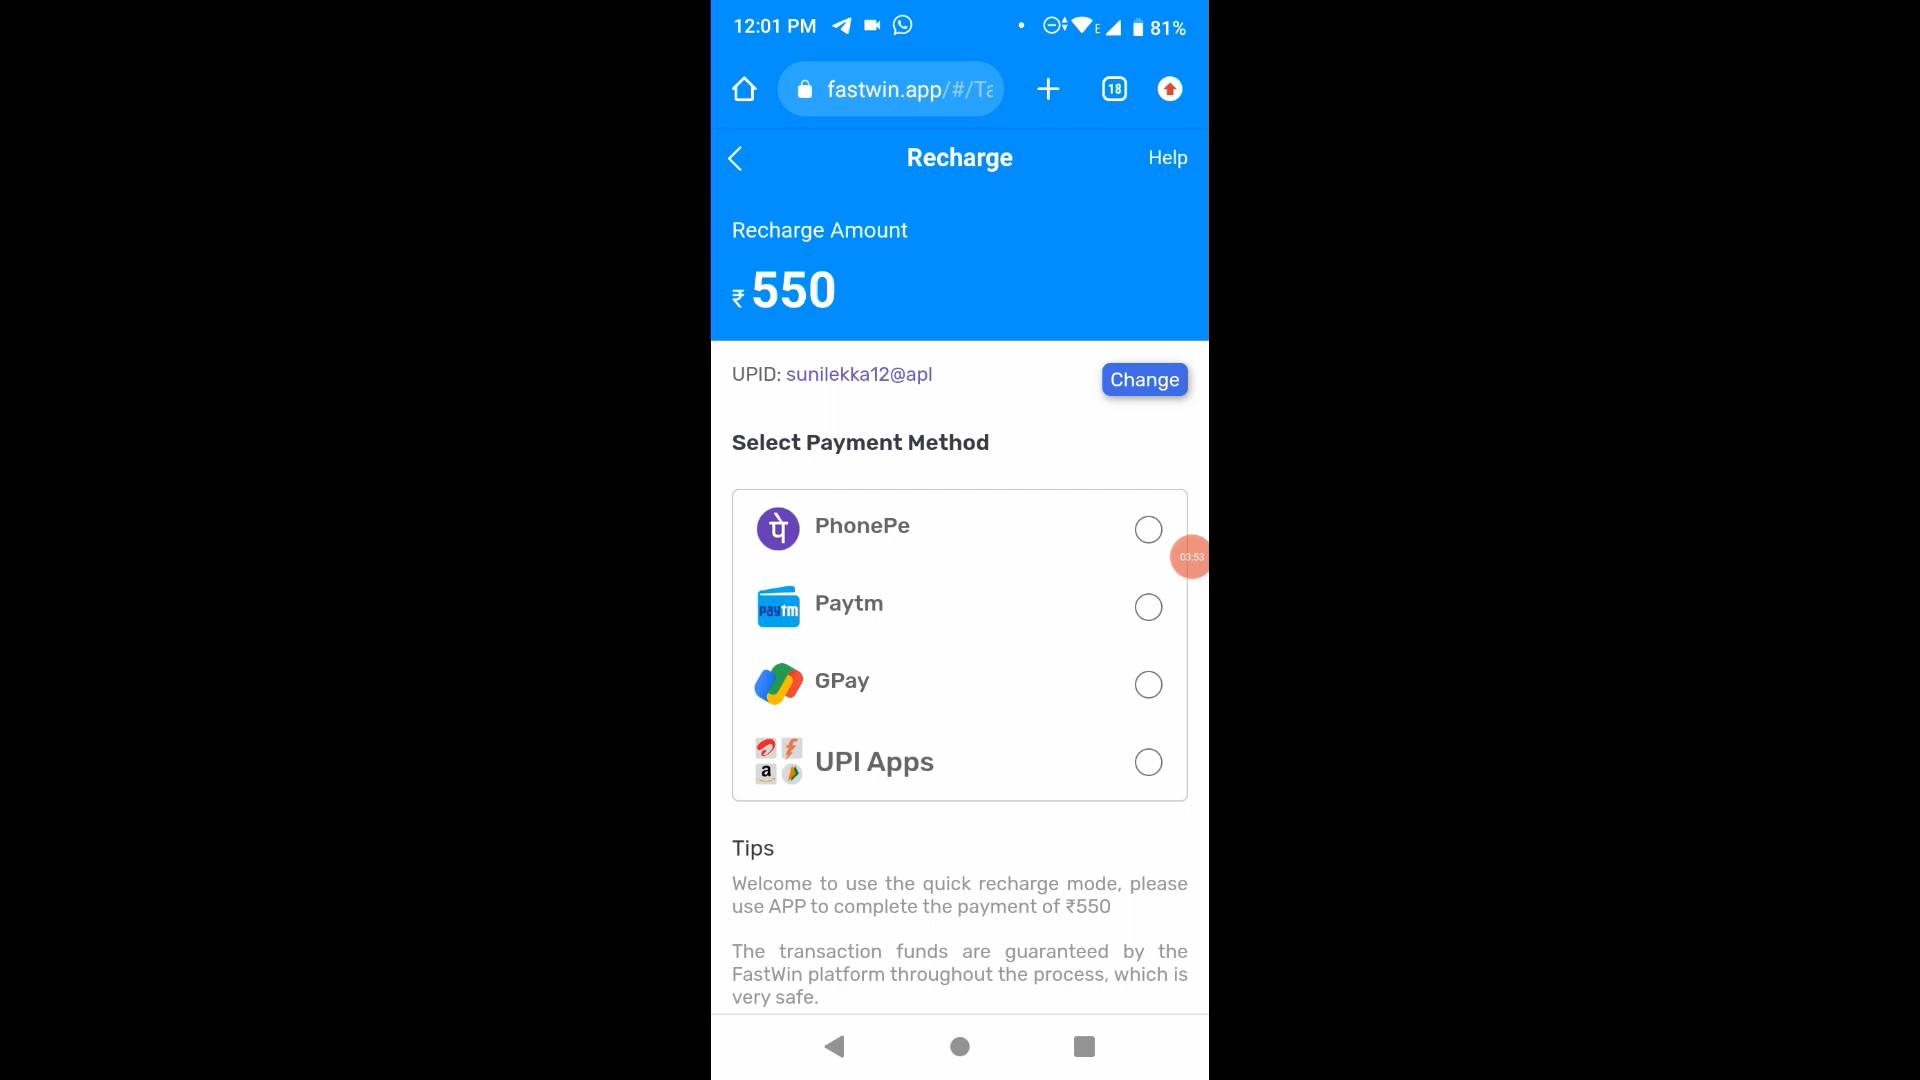 12:01 PM
E
81%
fastwin.app/#/Ta
18
Recharge
Help
Recharge Amount
₹ 550
UPID: sunilekka12@apl
Change
Select Payment Method
पे PhonePe
03:53
paytm Paytm
GPay
a UPI Apps
Tips
Welcome to use the quick recharge mode, please
use APP to complete the payment of ₹550
The transaction funds are guaranteed by the
FastWin platform throughout the process, which is
very safe.